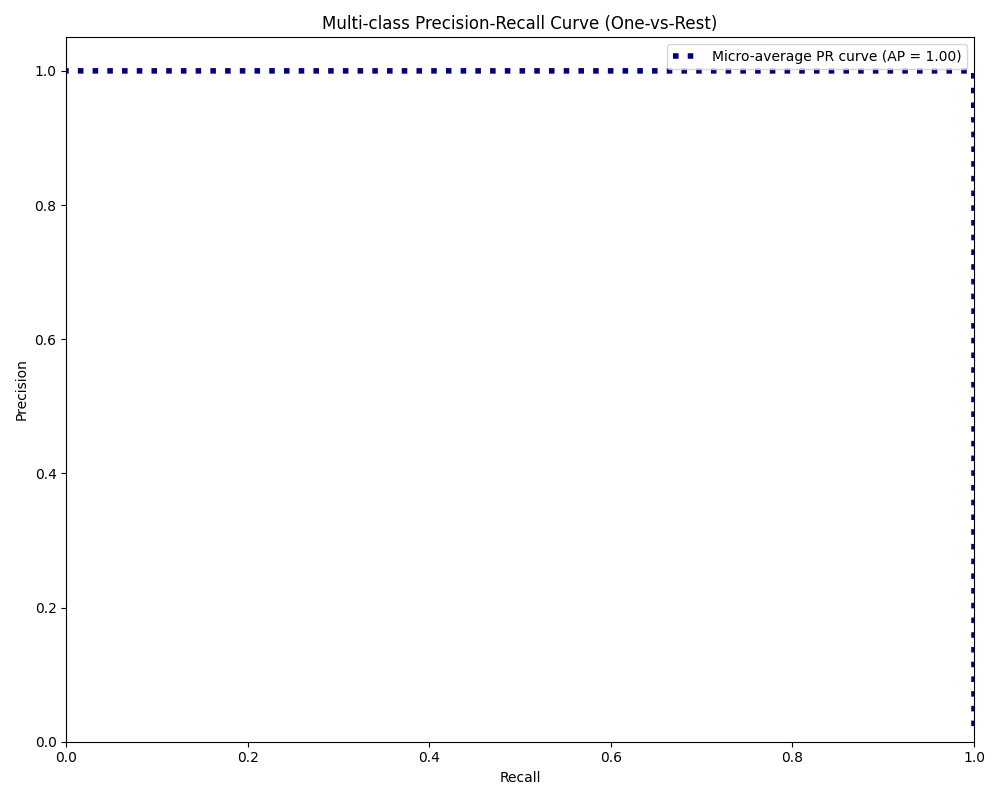 Multi-class Precision-Recall Curve (One-vs-Rest)
Micro-average PR curve (AP = 1.00)
1.0
0.8
0.6
0.4
0.2
0.0
Precision
0.0 0.2 0.4 0.6 0.8 1.0
Recall